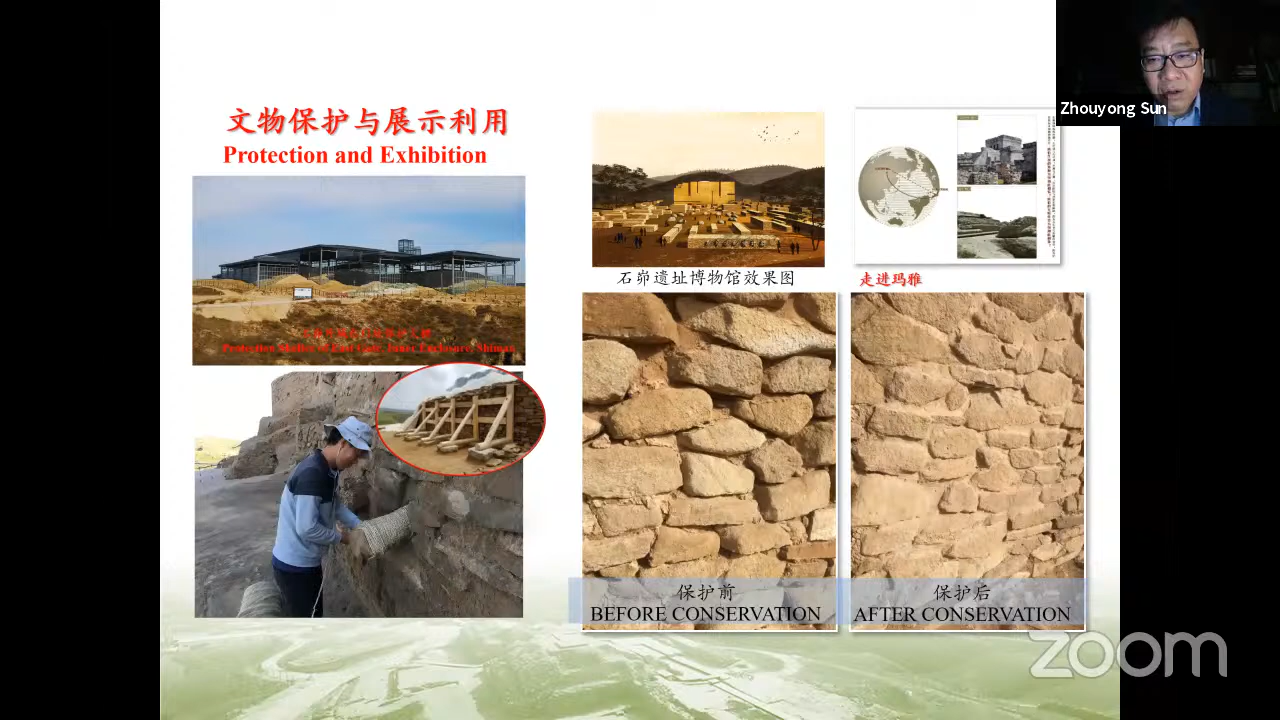 文物保护与展示利用
Protection and Exhibition
Protection Shelter of East Gate, Outer Enclosure, Shimao
石峁遗址博物馆效果图
走进玛雅
保护前
BEFORE CONSERVATION
保护后
AFTER CONSERVATION
Zhouyong Sun
zoom